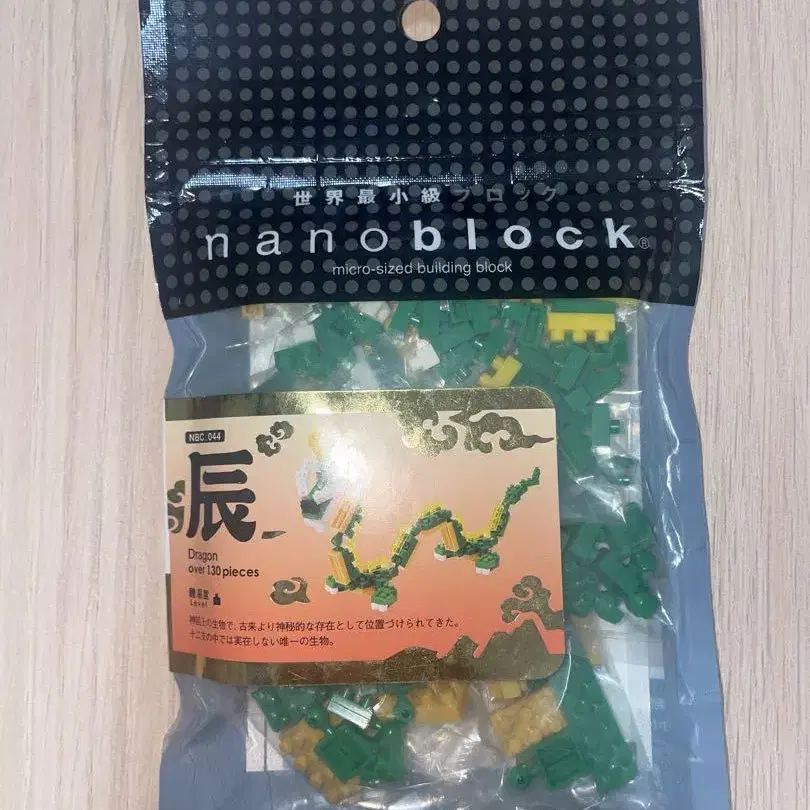 世界最小級ブロック
nanoblock®
micro-sized building block
NBC_044
辰
Dragon
over 130 pieces
難易度
Level
神話上の生物で、古来より神秘的な存在として位置づけられてきた。
十二支の中では実在しない唯一の生物。